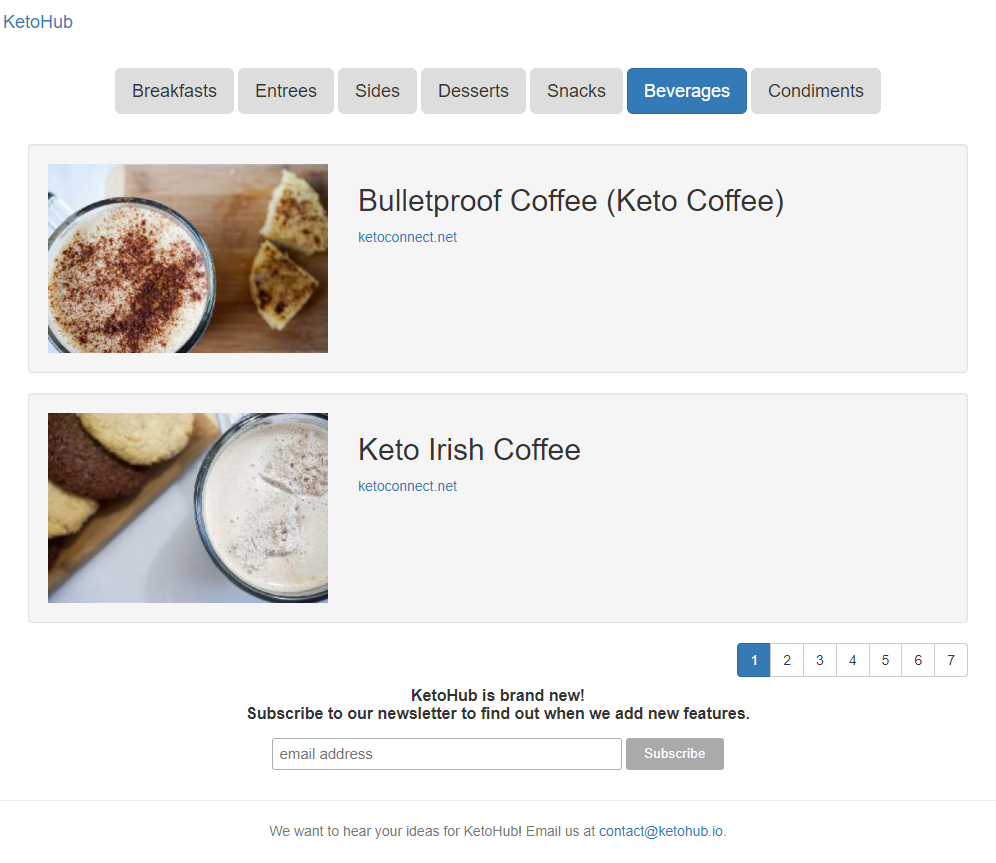 KetoHub
Breakfasts Entrees Sides Desserts Snacks Beverages Condiments
Bulletproof Coffee (Keto Coffee)
ketoconnect.net
Keto Irish Coffee
ketoconnect.net
1 2 3 4 5 6 7
KetoHub is brand new!
Subscribe to our newsletter to find out when we add new features.
email address Subscribe
We want to hear your ideas for KetoHub! Email us at contact@ketohub.io.